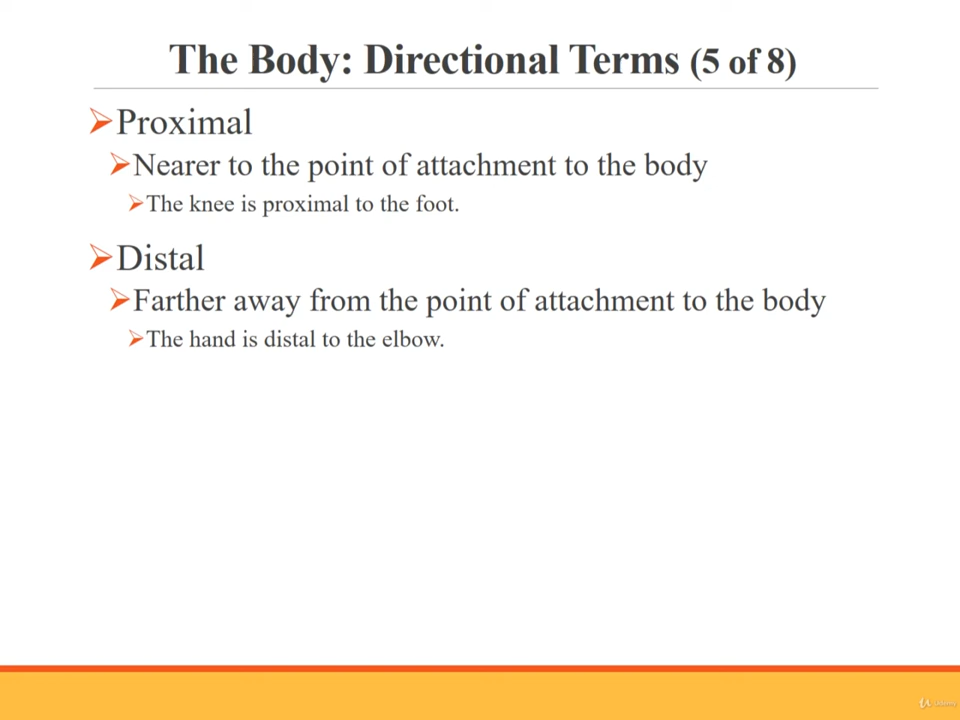 The Body: Directional Terms (5 of 8)
Proximal
Nearer to the point of attachment to the body
The knee is proximal to the foot.
Distal
Farther away from the point of attachment to the body
The hand is distal to the elbow.
Udemy